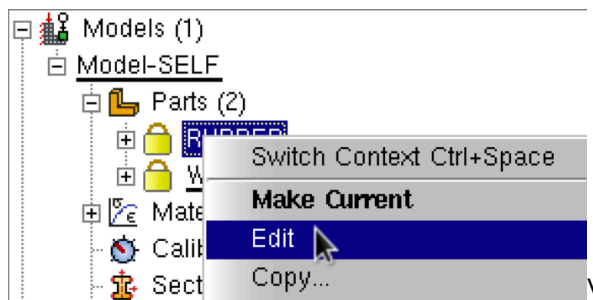 Models (1)
Model-SELF
Parts (2)
Switch Context Ctrl+Space
Make Current
Edit
Copy...